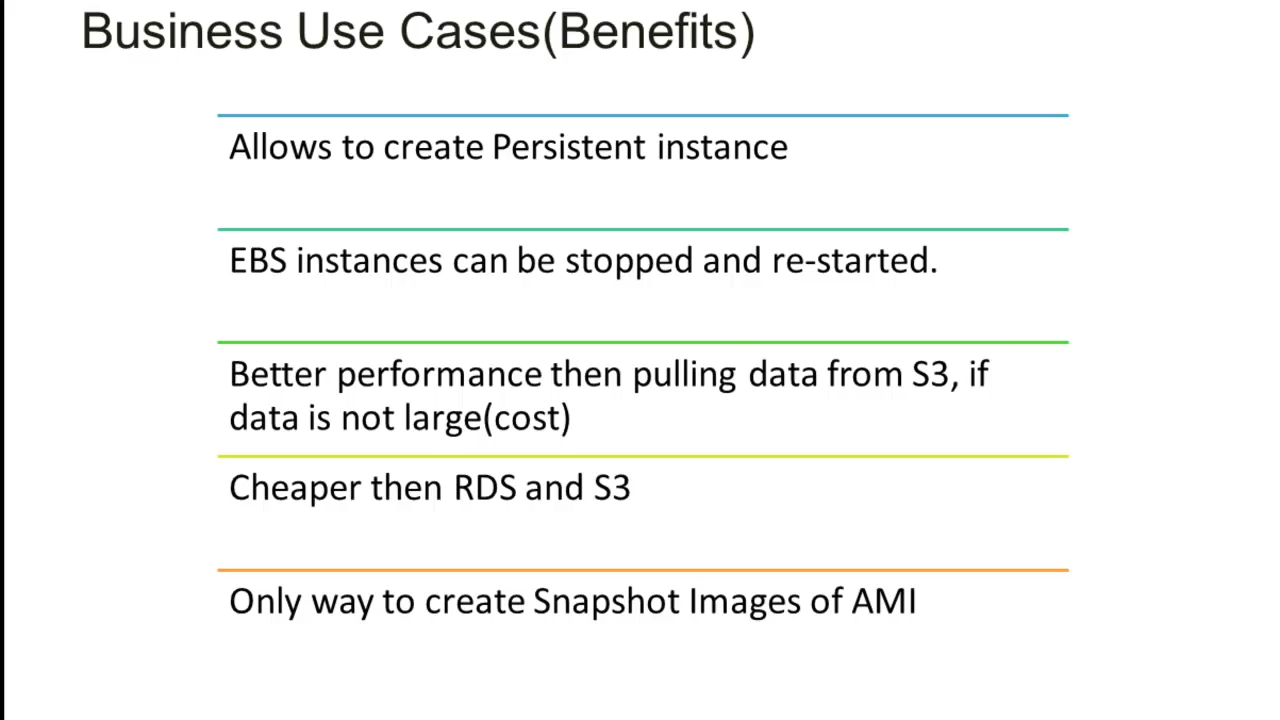 Business Use Cases(Benefits)
Allows to create Persistent instance
EBS instances can be stopped and re-started.
Better performance then pulling data from S3, if
data is not large(cost)
Cheaper then RDS and S3
Only way to create Snapshot Images of AMI